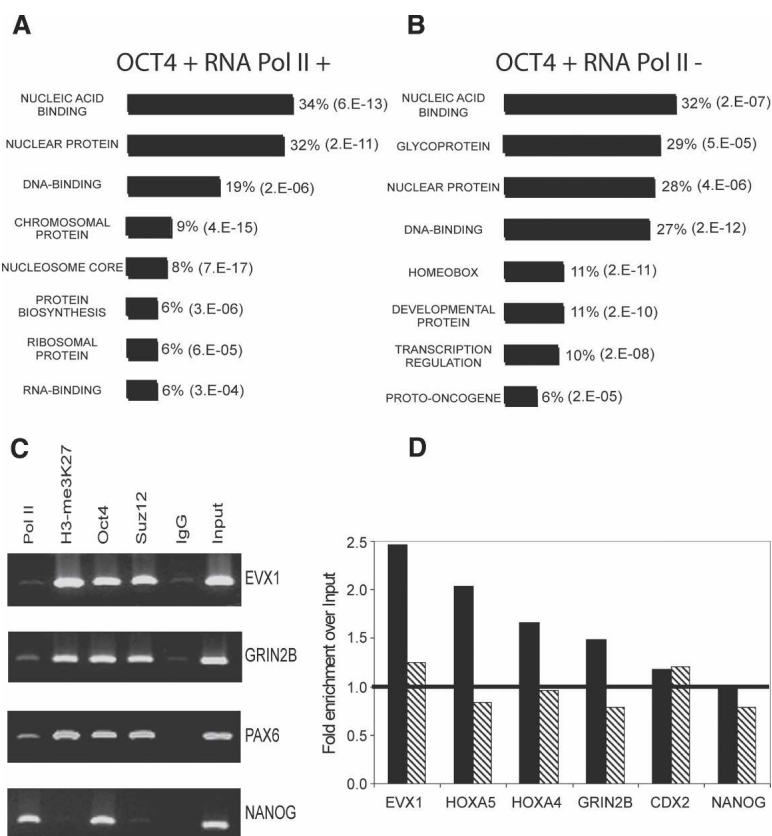 A
OCT4 + RNA Pol II +
NUCLEIC ACID
BINDING
34% (6.E-13)
NUCLEAR PROTEIN
32% (2.E-11)
DNA-BINDING
19% (2.E-06)
CHROMOSOMAL
PROTEIN
9% (4.E-15)
NUCLEOSOME CORE
8% (7.E-17)
PROTEIN
BIOSYNTHESIS
6% (3.E-06)
RIBOSOMAL
PROTEIN
6% (6.E-05)
RNA-BINDING
6% (3.E-04)
B
OCT4 + RNA Pol II -
NUCLEIC ACID
BINDING
32% (2.E-07)
GLYCOPROTEIN
29% (5.E-05)
NUCLEAR PROTEIN
28% (4.E-06)
DNA-BINDING
27% (2.E-12)
HOMEOBOX
11% (2.E-11)
DEVELOPMENTAL
PROTEIN
11% (2.E-10)
TRANSCRIPTION
REGULATION
10% (2.E-08)
PROTO-ONCOGENE
6% (2.E-05)
C
Pol II
H3-me3K27
Oct4
Suz12
IgG
Input
EVX1
GRIN2B
PAX6
NANOG
D
Fold enrichment over Input
2.5
2.0
1.5
1.0
0.5
0.0
EVX1 HOXA5 HOXA4 GRIN2B CDX2 NANOG